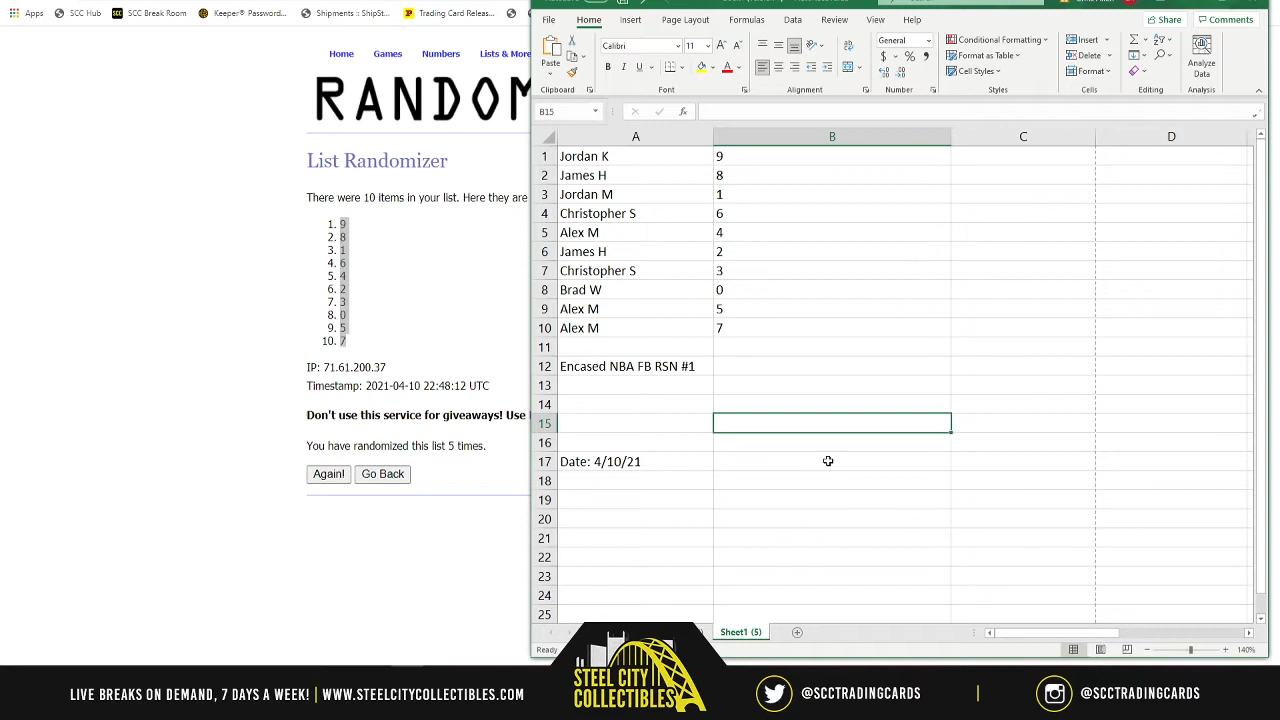 Apps SCC Hub SCC Break Room Keeper® Password... Shipments :: ShipSt... Trading Card Releas...
Home Games Numbers Lists & More
RANDOM
List Randomizer
There were 10 items in your list. Here they are
1. 9
2. 8
3. 1
4. 6
5. 4
6. 2
7. 3
8. 0
9. 5
10. 7
IP: 71.61.200.37
Timestamp: 2021-04-10 22:48:12 UTC
Don't use this service for giveaways! Use
You have randomized this list 5 times.
Again! Go Back
File Home Insert Page Layout Formulas Data Review View Help Share Comments
Paste
Calibri 11
General
Conditional Formatting
Format as Table
Cell Styles
Insert
Delete
Format
Analyze
Data
Clipboard Font Alignment Number Styles Cells Editing Analysis
B15
A B C D
1 Jordan K 9
2 James H 8
3 Jordan M 1
4 Christopher S 6
5 Alex M 4
6 James H 2
7 Christopher S 3
8 Brad W 0
9 Alex M 5
10 Alex M 7
11
12 Encased NBA FB RSN #1
13
14
15
16
17 Date: 4/10/21
18
19
20
21
22
23
24
25
Sheet1 (5)
Ready
140%
LIVE BREAKS ON DEMAND, 7 DAYS A WEEK! | WWW.STEELCITYCOLLECTIBLES.COM
STEEL CITY
COLLECTIBLES
@SCCTRADINGCARDS
@SCCTRADINGCARDS